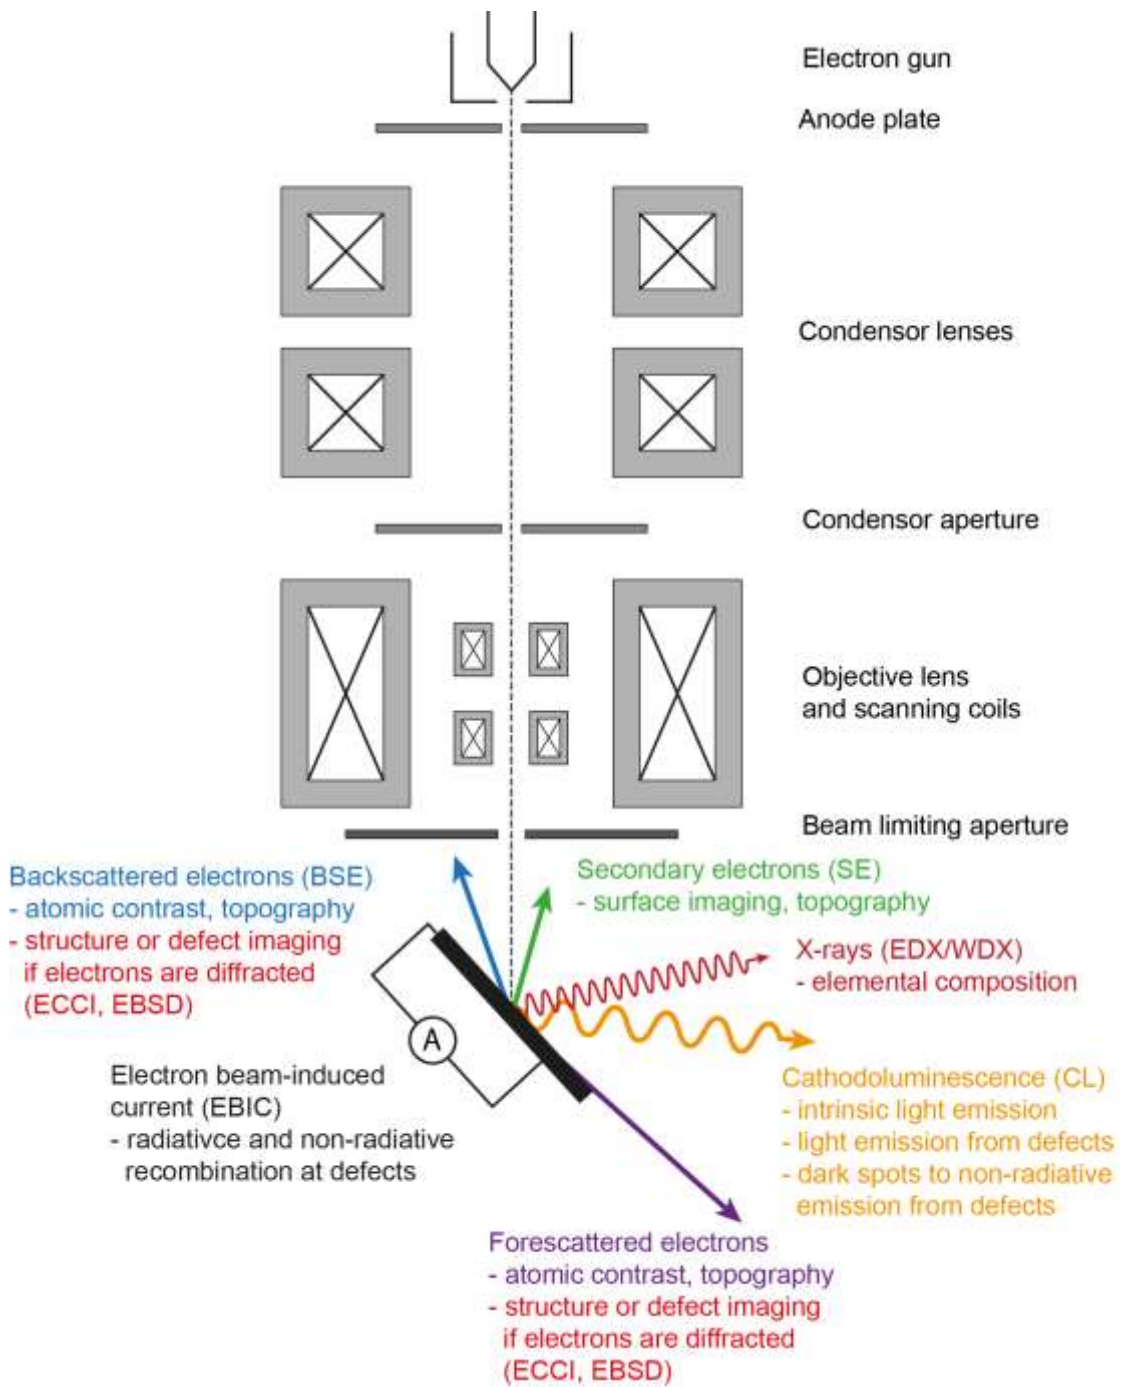 Electron gun
Anode plate
Condensor lenses
Condensor aperture
Objective lens
and scanning coils
Beam limiting aperture
Backscattered electrons (BSE)
- atomic contrast, topography
- structure or defect imaging
if electrons are diffracted
(ECCI, EBSD)
Secondary electrons (SE)
- surface imaging, topography
X-rays (EDX/WDX)
- elemental composition
A
Electron beam-induced
current (EBIC)
- radiativce and non-radiative
recombination at defects
Cathodoluminescence (CL)
- intrinsic light emission
- light emission from defects
- dark spots to non-radiative
emission from defects
Forescattered electrons
- atomic contrast, topography
- structure or defect imaging
if electrons are diffracted
(ECCI, EBSD)